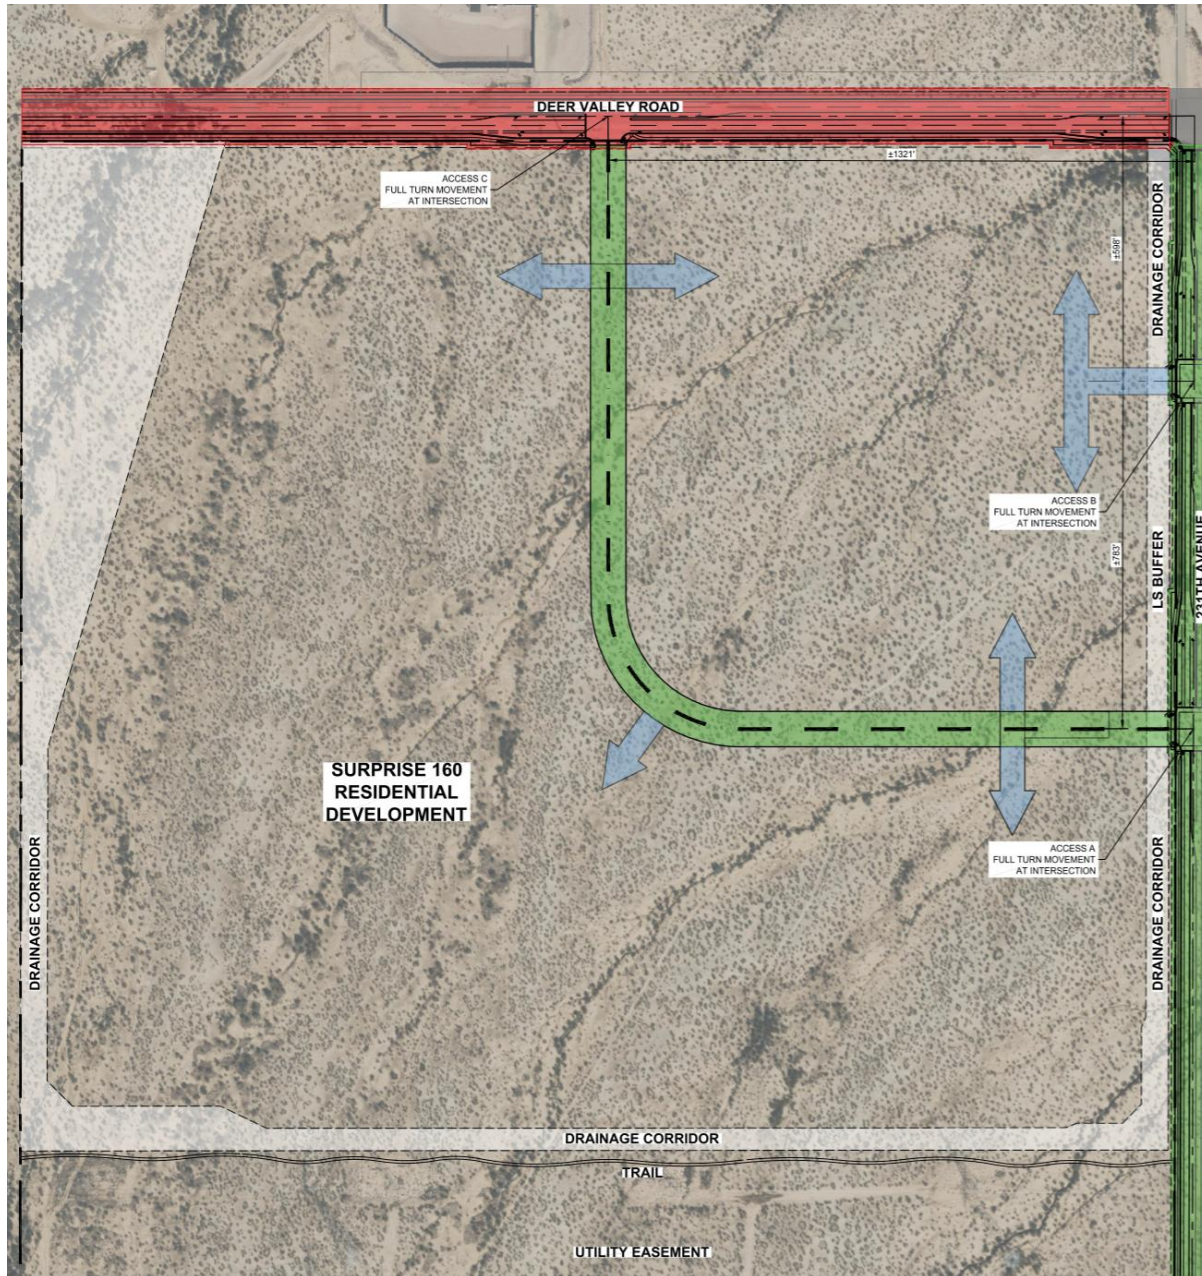 DEER VALLEY ROAD
±1321'
ACCESS C
FULL TURN MOVEMENT
AT INTERSECTION
DRAINAGE CORRIDOR
±598'
ACCESS B
FULL TURN MOVEMENT
AT INTERSECTION
LS BUFFER
±783'
231TH AVENUE
SURPRISE 160
RESIDENTIAL
DEVELOPMENT
ACCESS A
FULL TURN MOVEMENT
AT INTERSECTION
DRAINAGE CORRIDOR
DRAINAGE CORRIDOR
DRAINAGE CORRIDOR
TRAIL
UTILITY EASEMENT